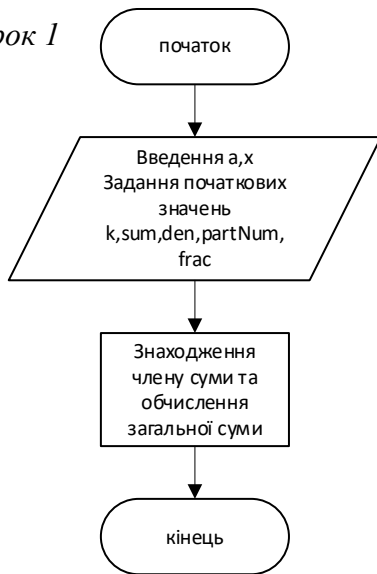 рок 1
початок
Введення a,x
Задання початкових
значень
k,sum,den,partNum,
frac
Знаходження
члену суми та
обчислення
загальної суми
кінець